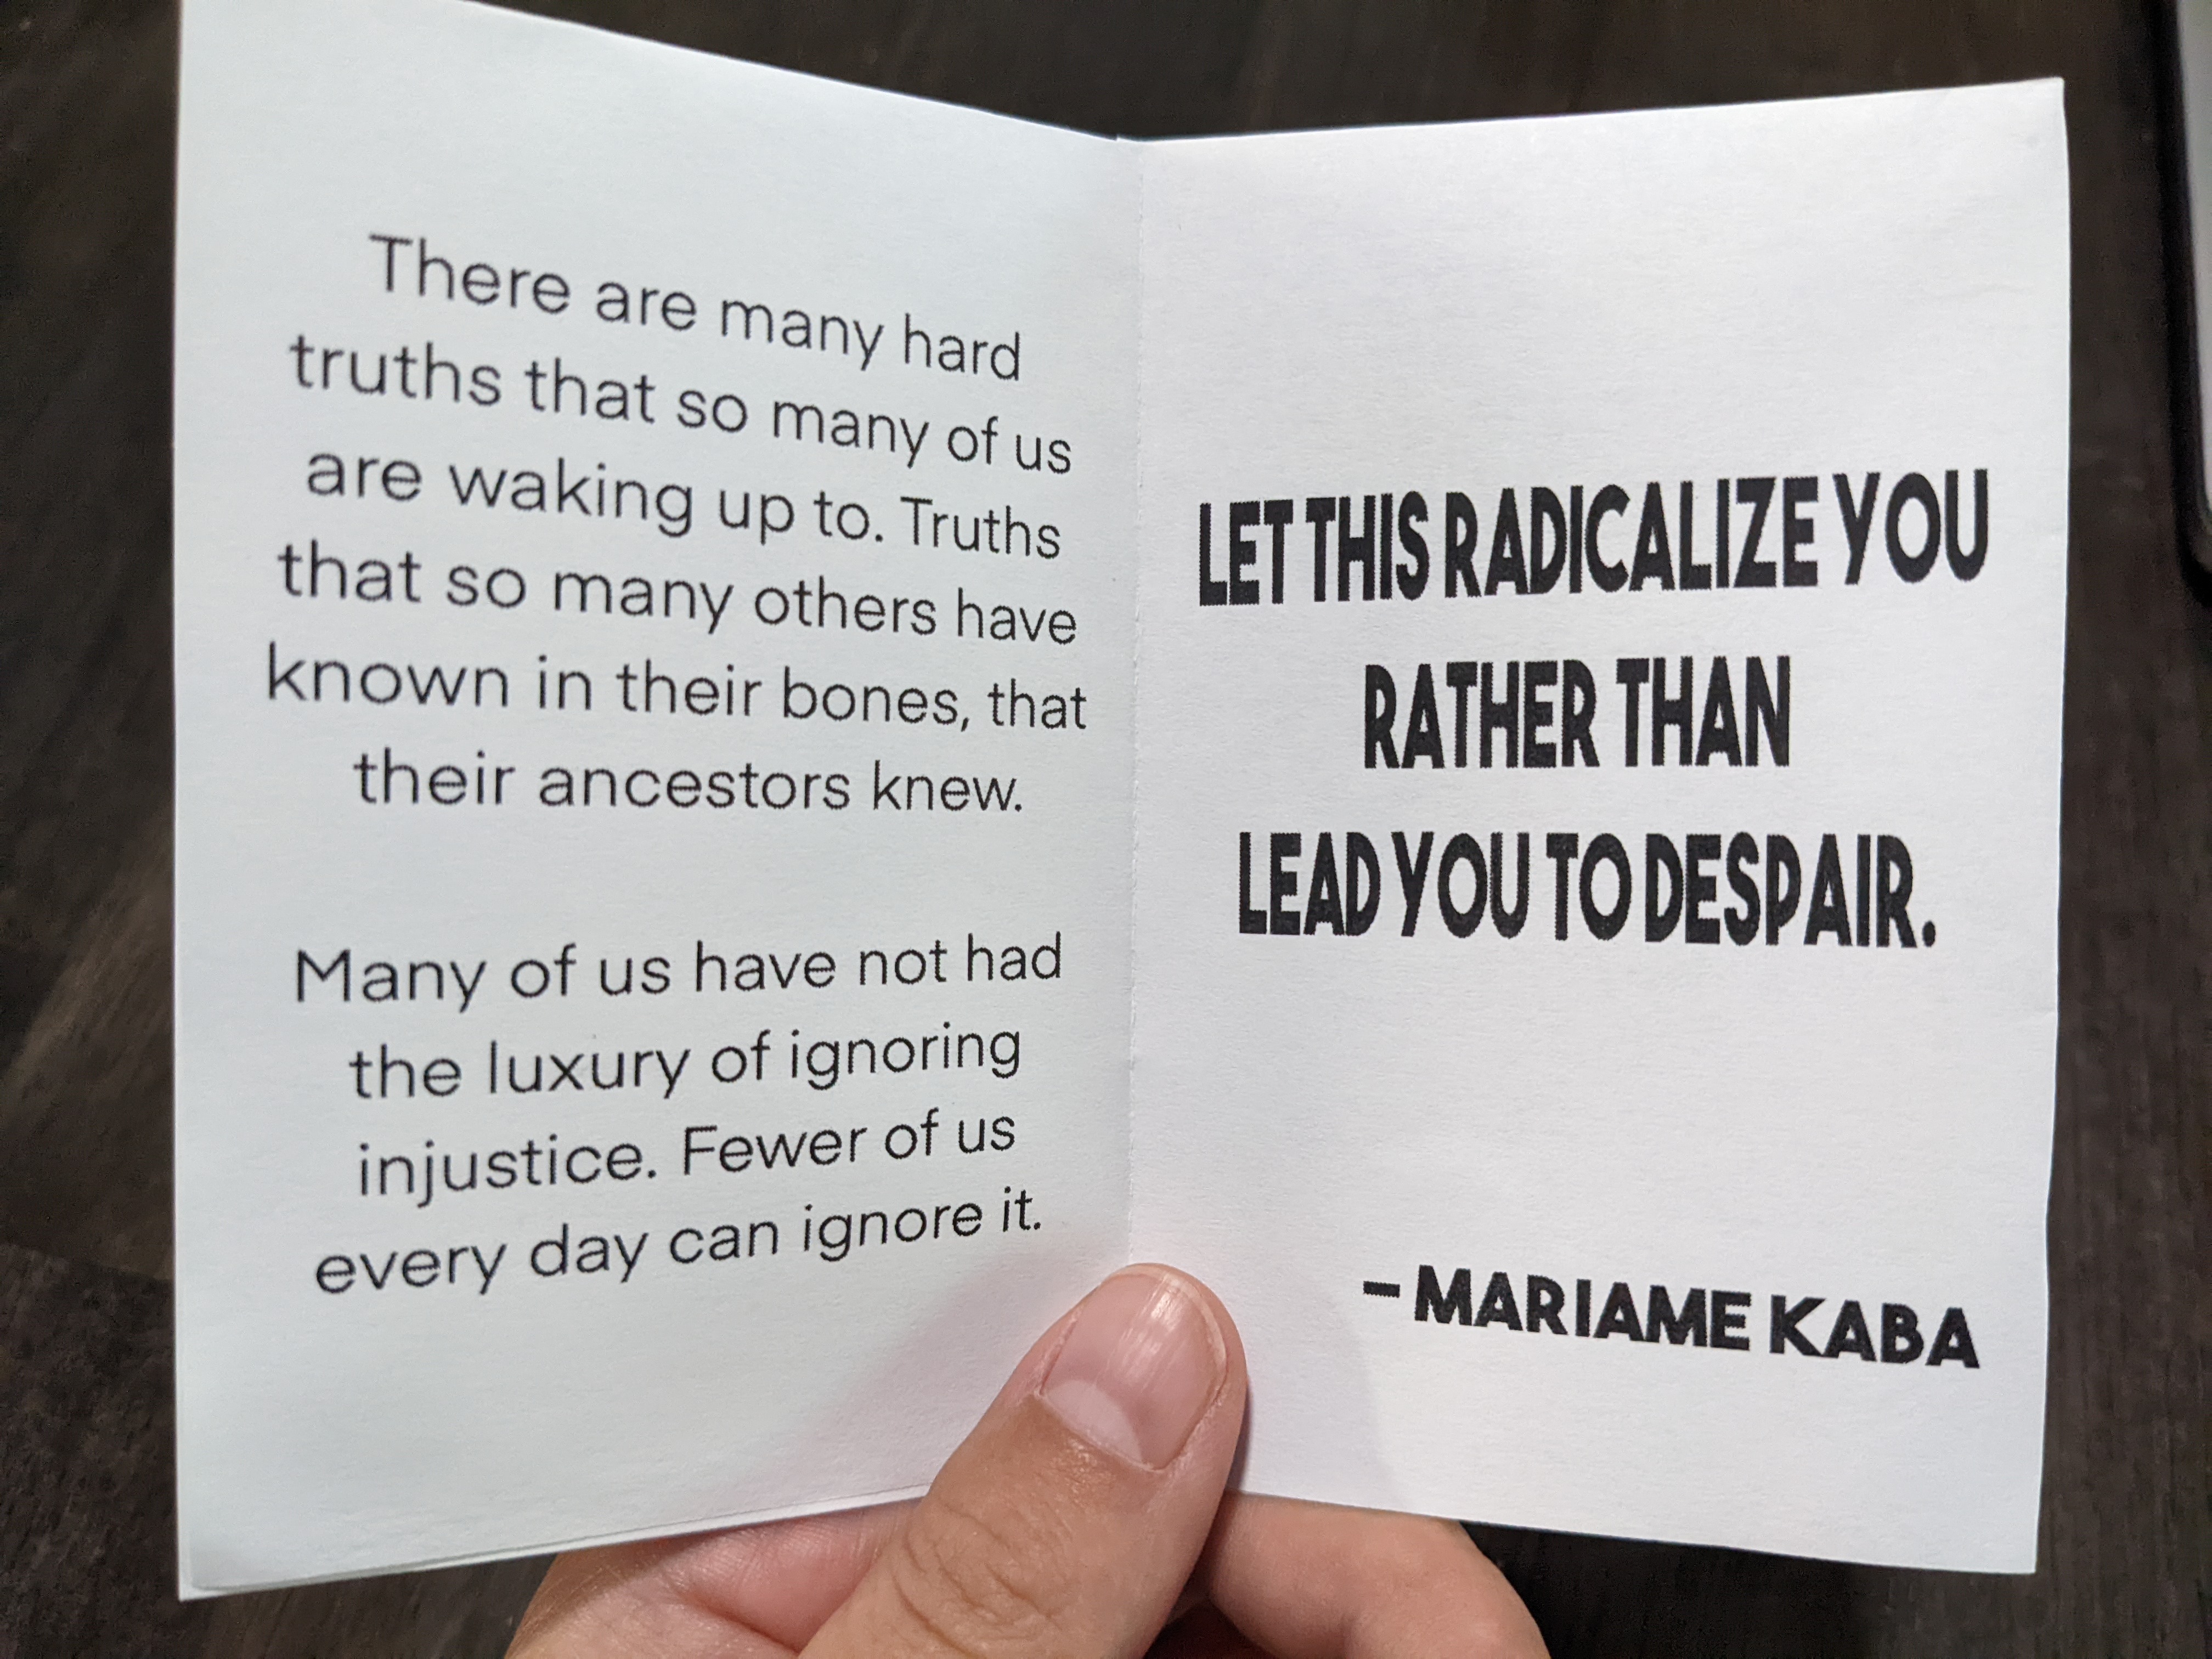 There are many hard
truths that so many of us
are waking up to. Truths
that so many others have
known in their bones, that
their ancestors knew.
Many of us have not had
the luxury of ignoring
injustice. Fewer of us
every day can ignore it.
LET THIS RADICALIZE YOU
RATHER THAN
LEAD YOU TO DESPAIR.
- MARIAME KABA